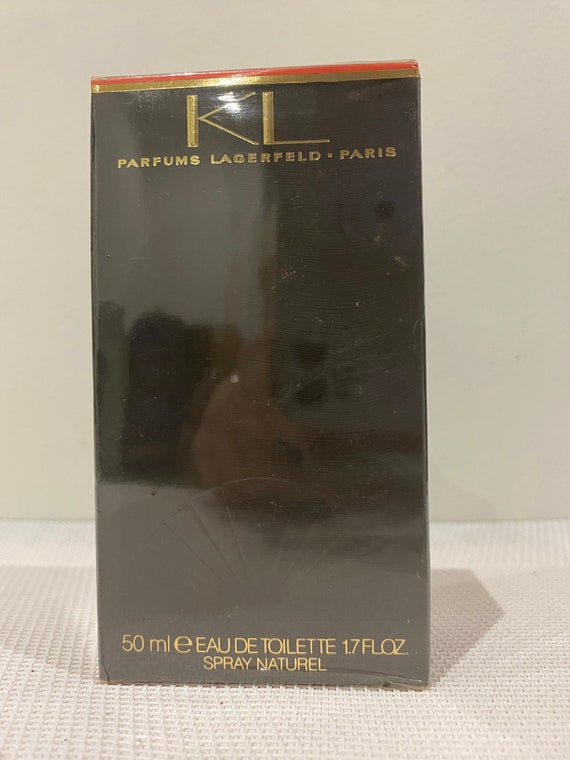 KL
PARFUMS LAGERFELD • PARIS
50 ml e EAU DE TOILETTE 1.7 FL.OZ.
SPRAY NATUREL